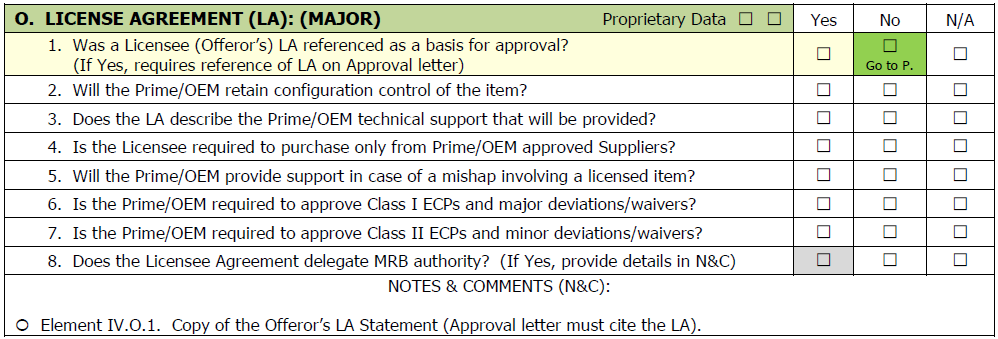 O. LICENSE AGREEMENT (LA): (MAJOR) Proprietary Data ☐ ☐ Yes No N/A
1. Was a Licensee (Offeror's) LA referenced as a basis for approval?
(If Yes, requires reference of LA on Approval letter) ☐ ☐ Go to P. ☐
2. Will the Prime/OEM retain configuration control of the item? ☐ ☐ ☐
3. Does the LA describe the Prime/OEM technical support that will be provided? ☐ ☐ ☐
4. Is the Licensee required to purchase only from Prime/OEM approved Suppliers? ☐ ☐ ☐
5. Will the Prime/OEM provide support in case of a mishap involving a licensed item? ☐ ☐ ☐
6. Is the Prime/OEM required to approve Class I ECPs and major deviations/waivers? ☐ ☐ ☐
7. Is the Prime/OEM required to approve Class II ECPs and minor deviations/waivers? ☐ ☐ ☐
8. Does the Licensee Agreement delegate MRB authority? (If Yes, provide details in N&C) ☐ ☐ ☐
NOTES & COMMENTS (N&C):
O Element IV.O.1. Copy of the Offeror's LA Statement (Approval letter must cite the LA).